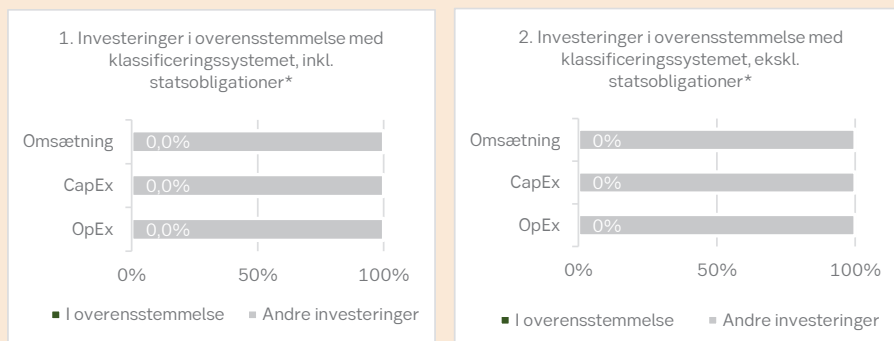 1. Investeringer i overensstemmelse med
klassificeringssystemet, inkl.
statsobligationer*
Omsætning
0,0%
CapEx
0,0%
OpEx
0,0%
0%
50%
100%
I overensstemmelse
Andre investeringer
2. Investeringer i overensstemmelse med
klassificeringssystemet, ekskl.
statsobligationer*
Omsætning
0%
CapEx
0%
OpEx
0%
0%
50%
100%
I overensstemmelse
Andre investeringer